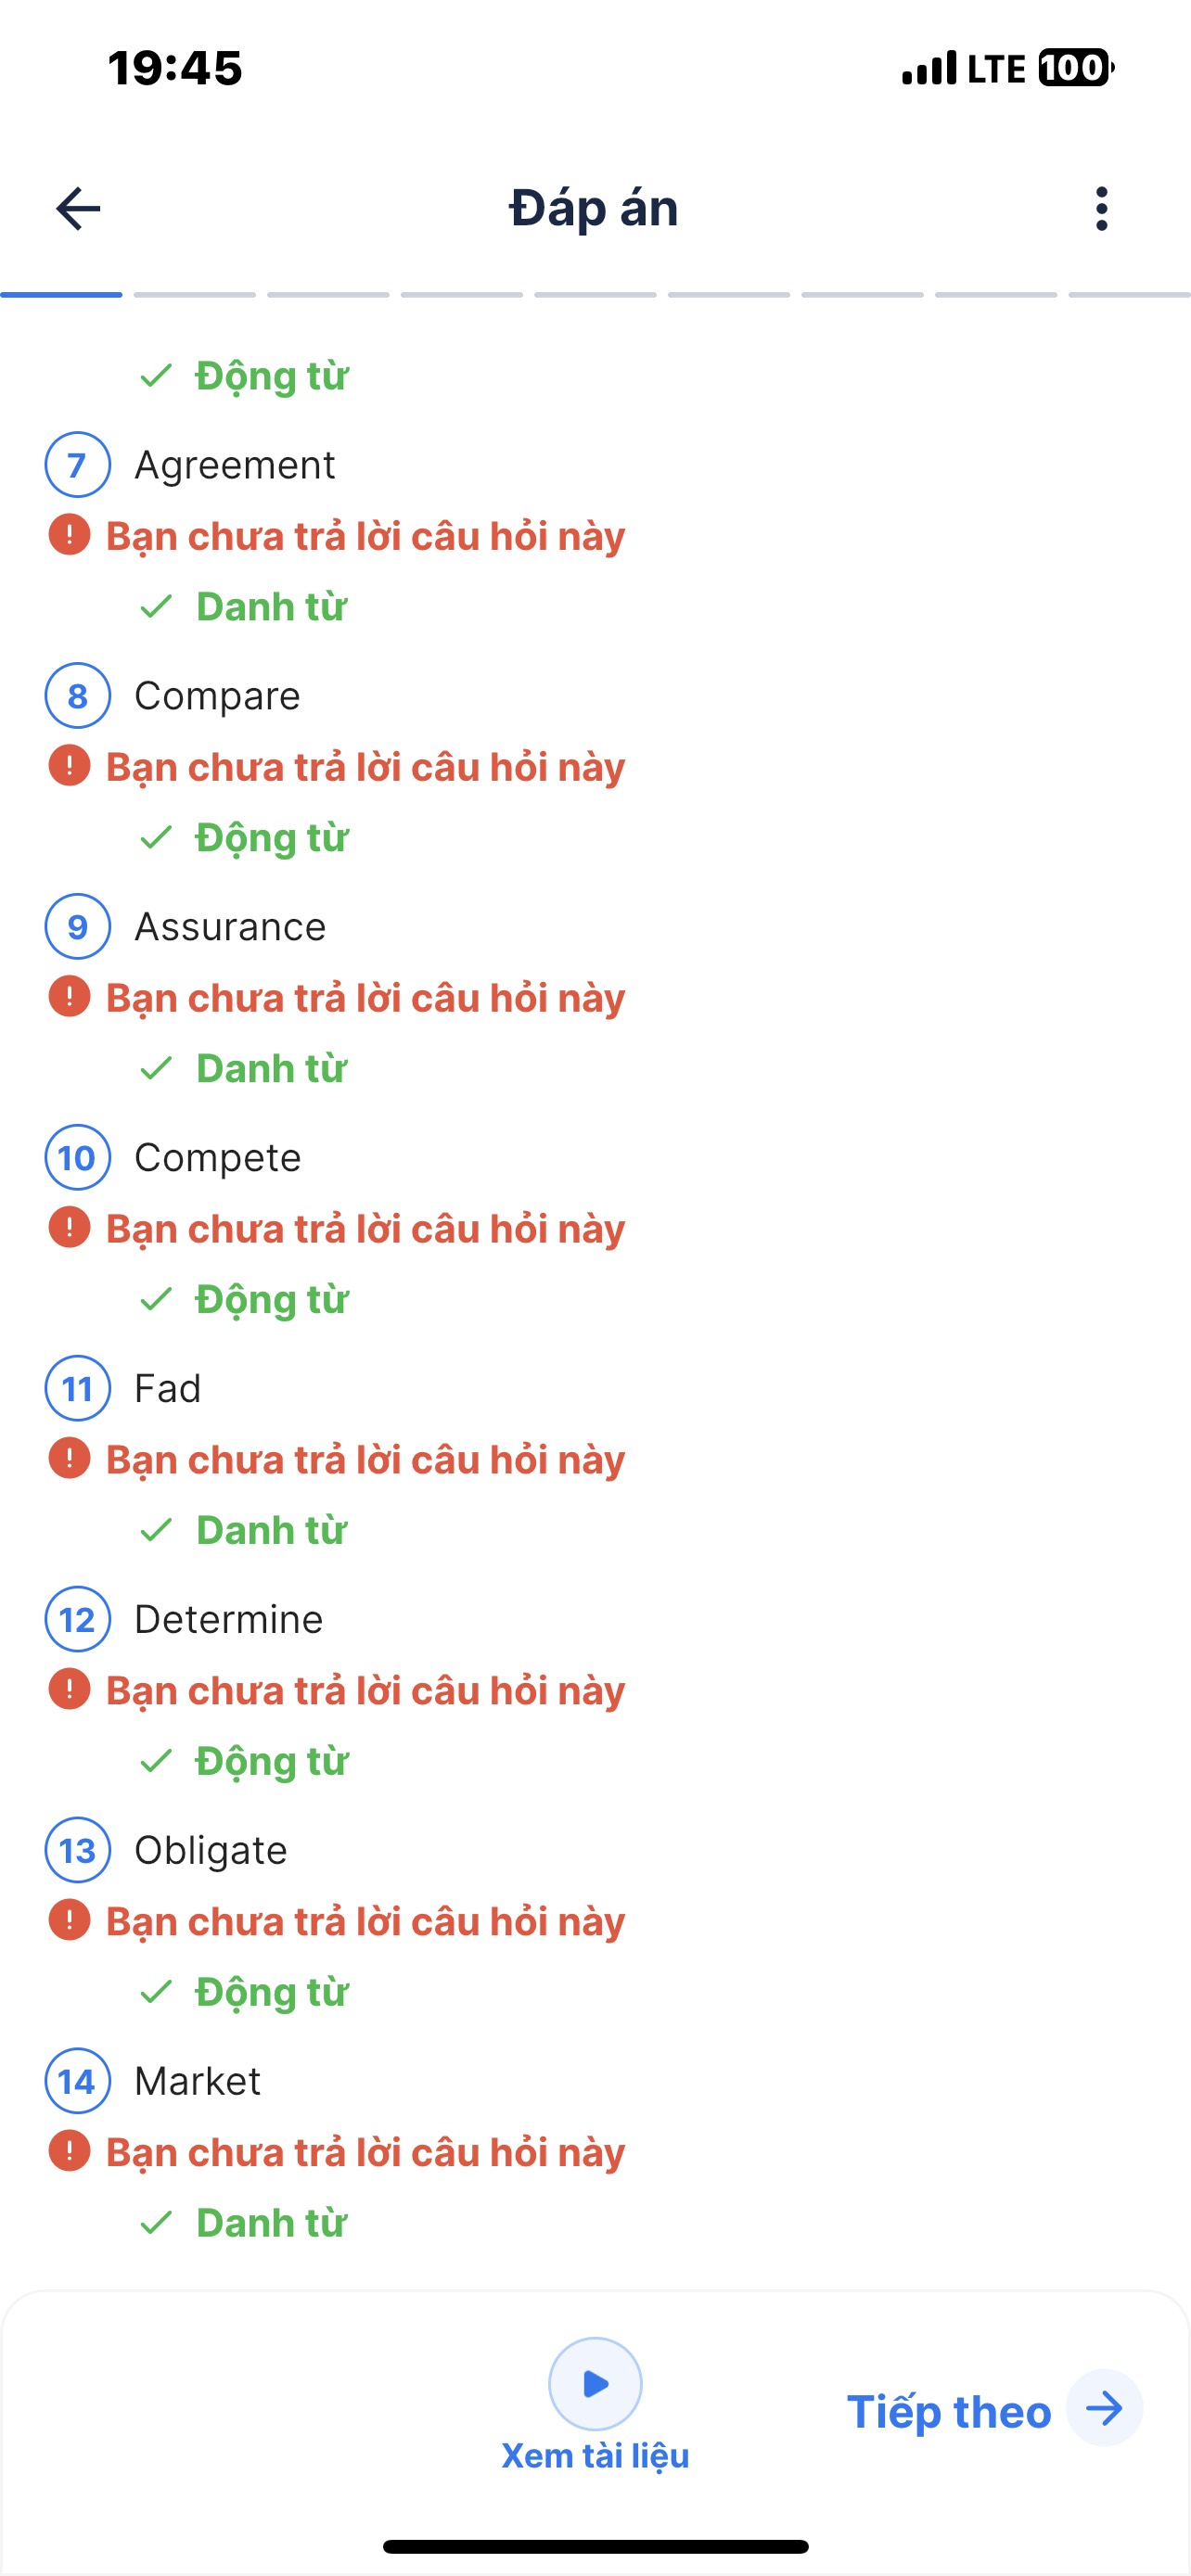 19:45
LTE 100
Đáp án
Động từ
7 Agreement
! Bạn chưa trả lời câu hỏi này
Danh từ
8 Compare
! Bạn chưa trả lời câu hỏi này
Động từ
9 Assurance
! Bạn chưa trả lời câu hỏi này
Danh từ
10 Compete
! Bạn chưa trả lời câu hỏi này
Động từ
11 Fad
! Bạn chưa trả lời câu hỏi này
Danh từ
12 Determine
! Bạn chưa trả lời câu hỏi này
Động từ
13 Obligate
! Bạn chưa trả lời câu hỏi này
Động từ
14 Market
! Bạn chưa trả lời câu hỏi này
Danh từ
Xem tài liệu
Tiếp theo